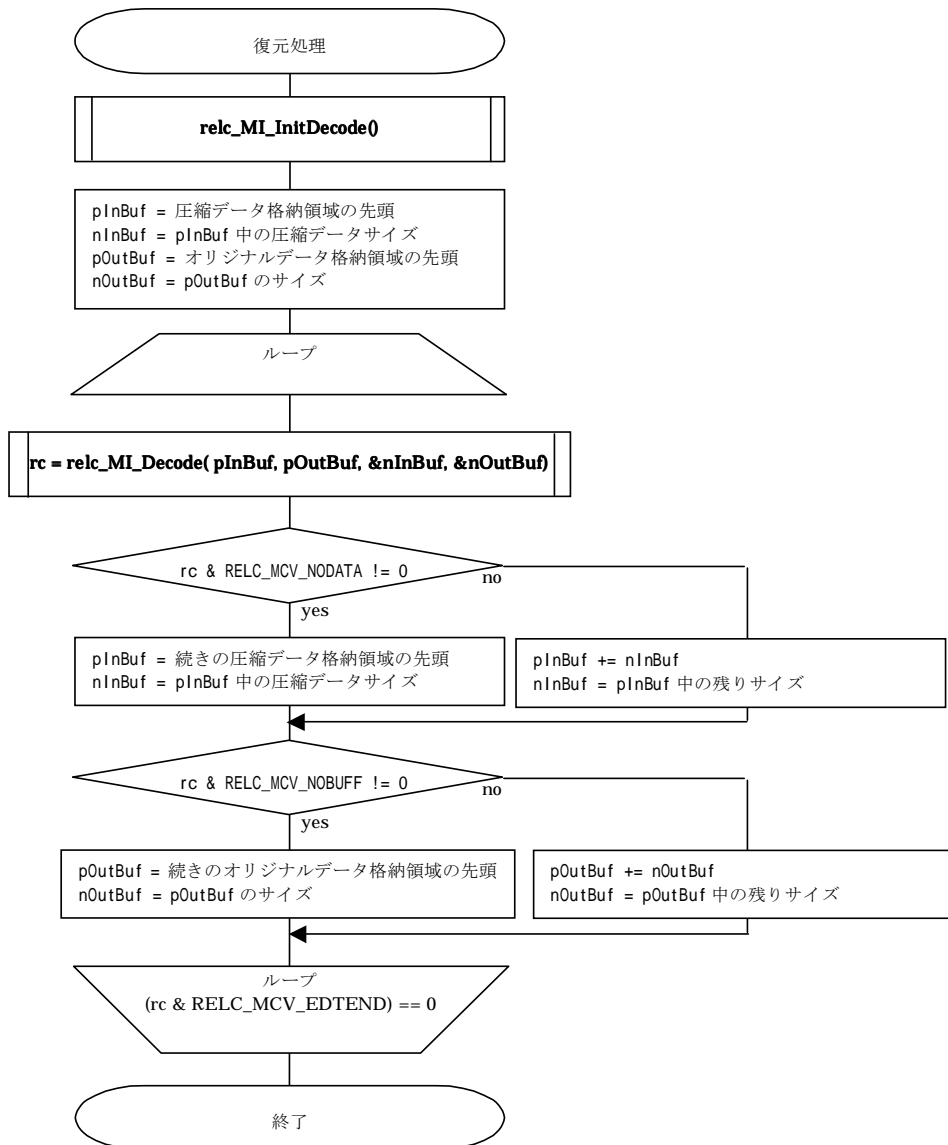 復元処理
relc_MI_InitDecode()
pInBuf = 圧縮データ格納領域の先頭
nInBuf = pInBuf 中の圧縮データサイズ
pOutBuf = オリジナルデータ格納領域の先頭
nOutBuf = pOutBuf のサイズ
ループ
rc = relc_MI_Decode( pInBuf, pOutBuf, &nInBuf, &nOutBuf)
rc & RELC_MCV_NODATA != 0
no
yes
pInBuf = 続きの圧縮データ格納領域の先頭
nInBuf = pInBuf 中の圧縮データサイズ
pInBuf += nInBuf
nInBuf = pInBuf 中の残りサイズ
rc & RELC_MCV_NOBUFF != 0
no
yes
pOutBuf = 続きのオリジナルデータ格納領域の先頭
nOutBuf = pOutBuf のサイズ
pOutBuf += nOutBuf
nOutBuf = pOutBuf 中の残りサイズ
ループ
(rc & RELC_MCV_EDTEND) == 0
終了